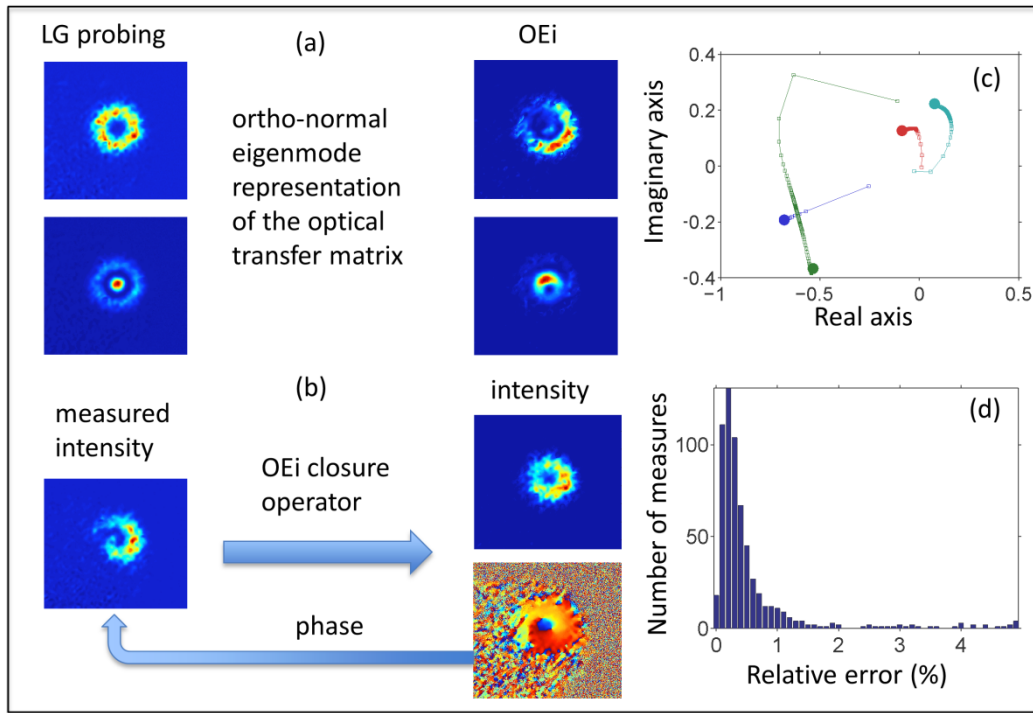 LG probing
(a)
OEi
ortho-normal
eigenmode
representation
of the optical
transfer matrix
(b)
measured
intensity
OEi closure
operator
intensity
phase
(c)
0.4
0.2
0
−0.2
−0.4
−1
−0.5
0
0.5
Imaginary axis
Real axis
(d)
100
50
0
0
1
2
3
4
Number of measures
Relative error (%)